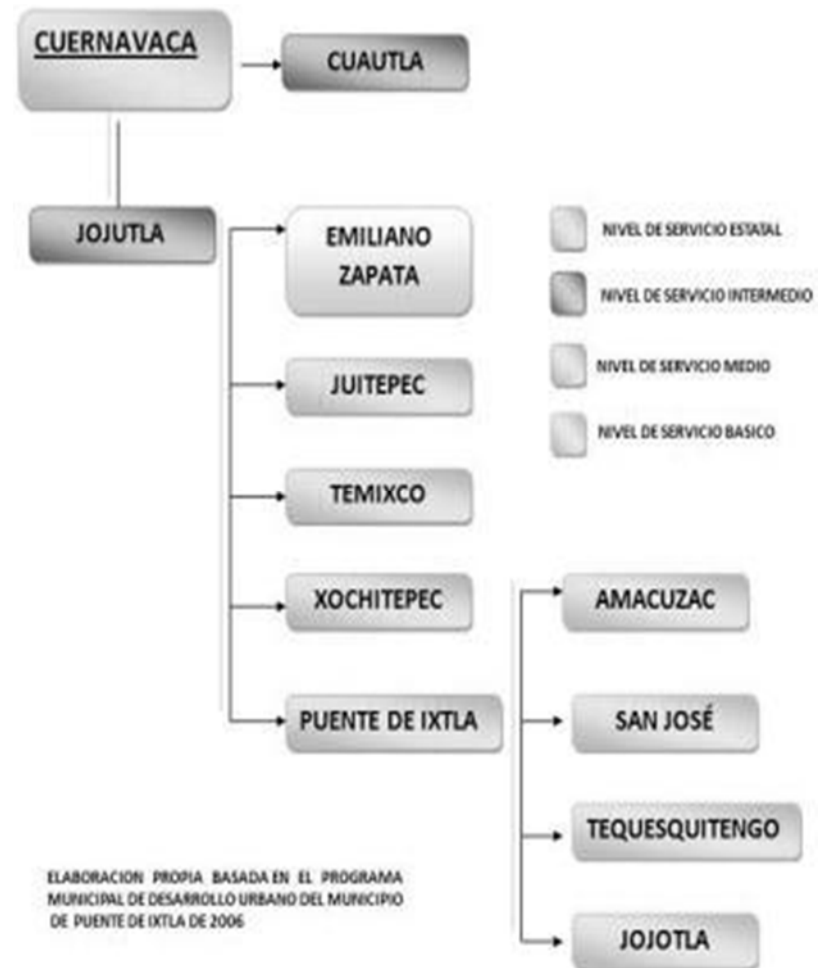 CUERNAVACA
CUAUTLA
JOJUTLA
EMILIANO
ZAPATA
JUITEPEC
TEMIXCO
XOCHITEPEC
PUENTE DE IXTLA
NIVEL DE SERVICIO ESTATAL
NIVEL DE SERVICIO INTERMEDIO
NIVEL DE SERVICIO MEDIO
NIVEL DE SERVICIO BASICO
AMACUZAC
SAN JOSÉ
TEQUESQUITENGO
JOJOTLA
ELABORACION PROPIA BASADA EN EL PROGRAMA
MUNICIPAL DE DESARROLLO URBANO DEL MUNICIPIO
DE PUENTE DE IXTLA DE 2006